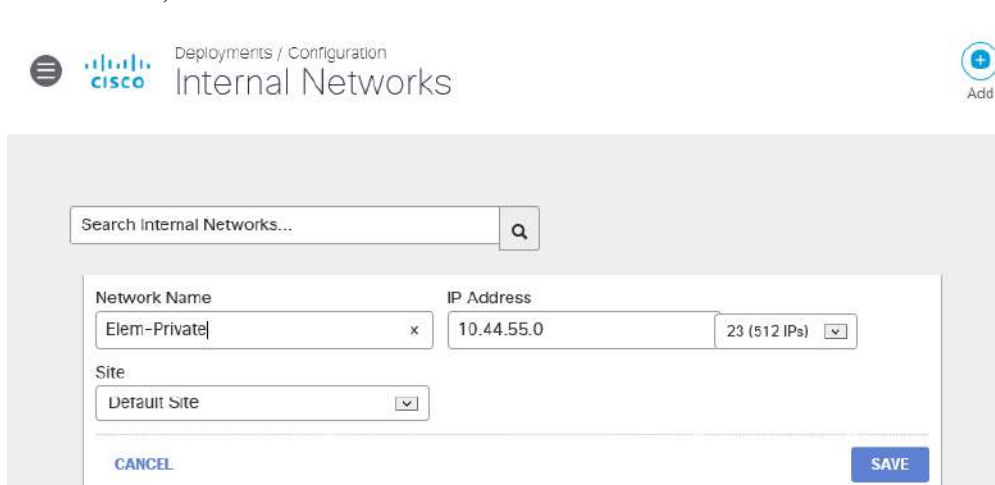 Deployments / Configuration
CISCO
Internal Networks
Add
Search Internal Networks...
Network Name
IP Address
Elem-Private
x
10.44.55.0
23 (512 IPs)
Site
Default Site
CANCEL
SAVE